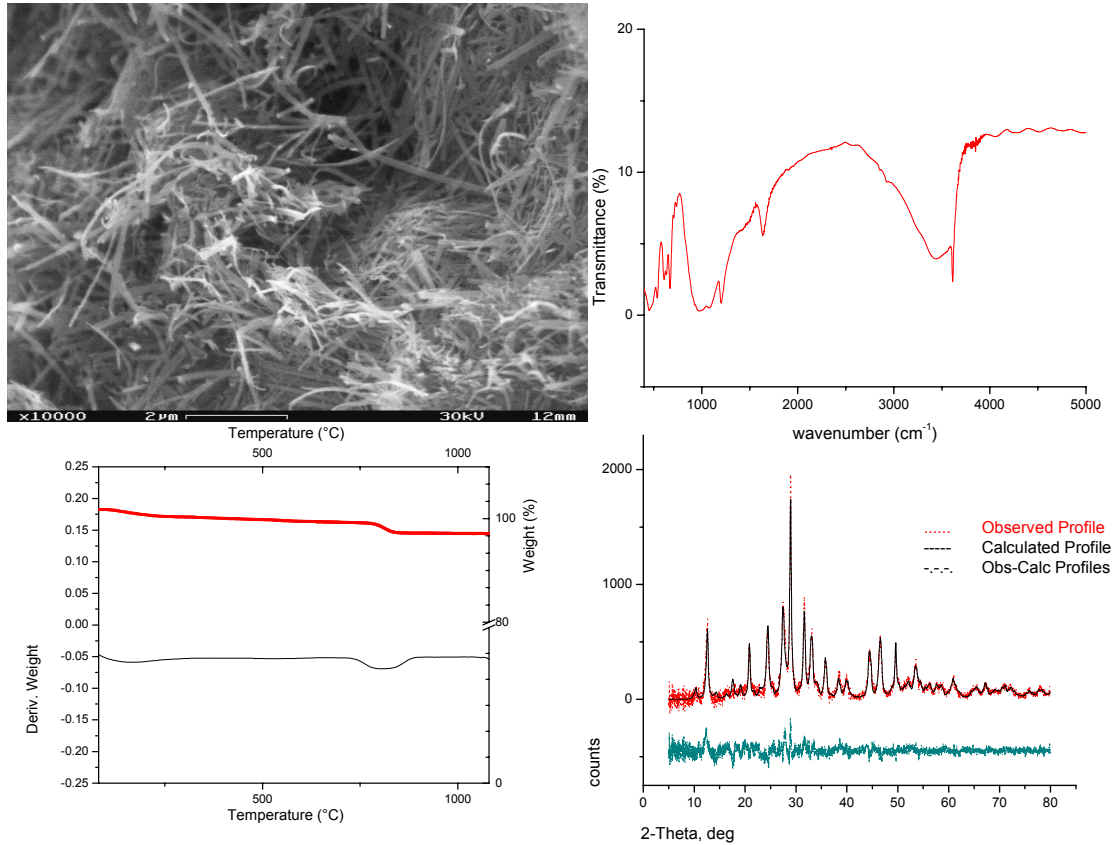 x10000 2µm 30kV 12mm
20
10
0
Transmittance (%)
1000 2000 3000 4000 5000
wavenumber (cm-1)
Temperature (°C)
500 1000
0.25
0.20
0.15
0.10
0.05
0.00
-0.05
-0.10
-0.15
-0.20
-0.25
Deriv. Weight
100
80
0
Weight (%)
500 1000
Temperature (°C)
2000
1000
0
counts
Observed Profile
Calculated Profile
Obs-Calc Profiles
0 10 20 30 40 50 60 70 80
2-Theta, deg